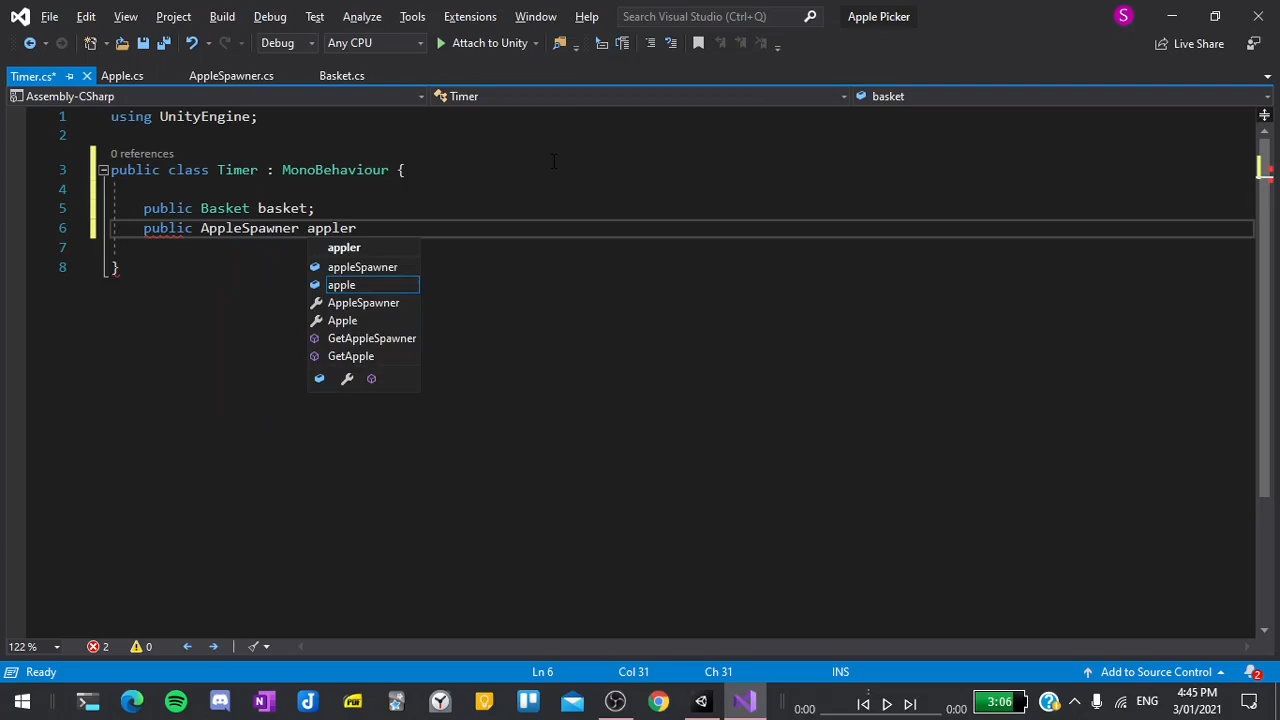 File Edit View Project Build Debug Test Analyze Tools Extensions Window Help Search Visual Studio (Ctrl+Q) Apple Picker S
Debug Any CPU Attach to Unity Live Share
Timer.cs* Apple.cs AppleSpawner.cs Basket.cs
Assembly-CSharp Timer basket
1 using UnityEngine;
2
0 references
3 public class Timer : MonoBehaviour {
4
5 public Basket basket;
6 public AppleSpawner appler
7 appler
appleSpawner
8 }
apple
AppleSpawner
Apple
GetAppleSpawner
GetApple
122 % 2 0
Ready Ln 6 Col 31 Ch 31 INS Add to Source Control 2
0:00 0:00 3:06 ENG 4:45 PM
3/01/2021